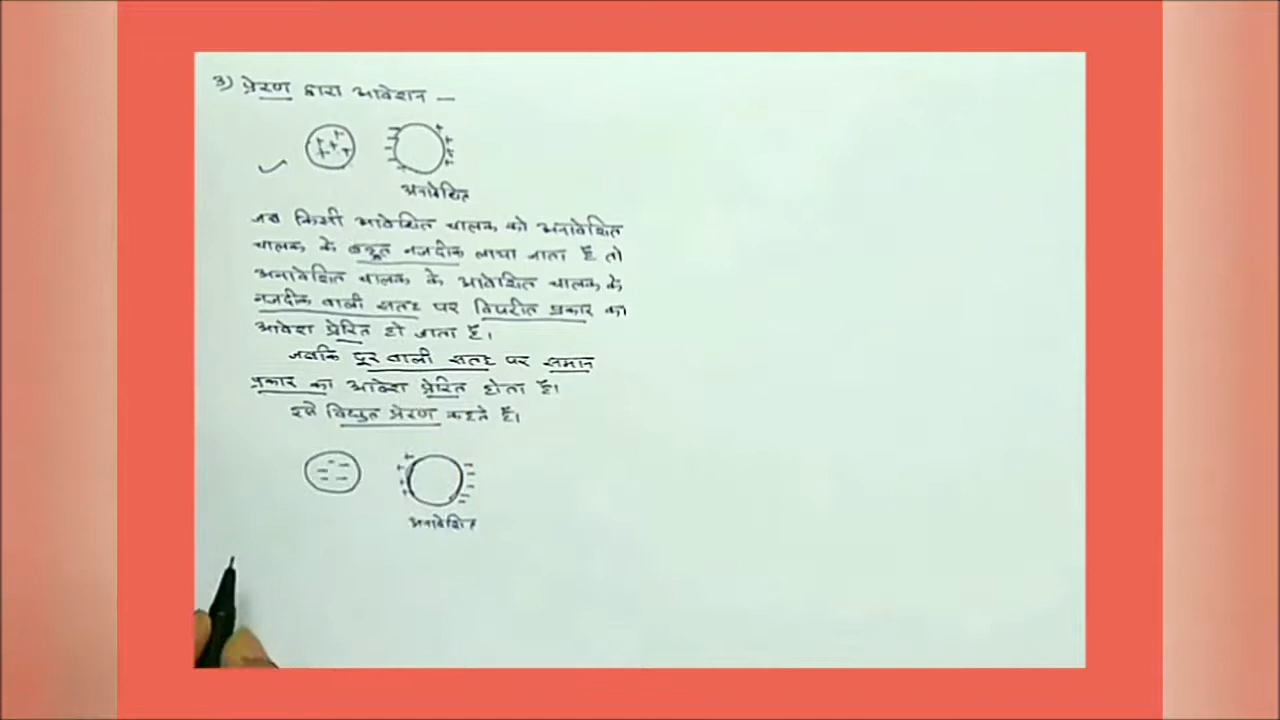 3) प्रेरण द्वारा आवेशन —
अनावेशित
जब किसी आवेशित चालक को अनावेशित
चालक के बहुत नजदीक लाया जाता है तो
अनावेशित चालक के आवेशित चालक के
नजदीक वाली सतह पर विपरीत प्रकार का
आवेश प्रेरित हो जाता है।
जबकि दूर वाली सतह पर समान
प्रकार का आवेश प्रेरित होता है।
इसे विद्युत प्रेरण कहते हैं।
अनावेशित